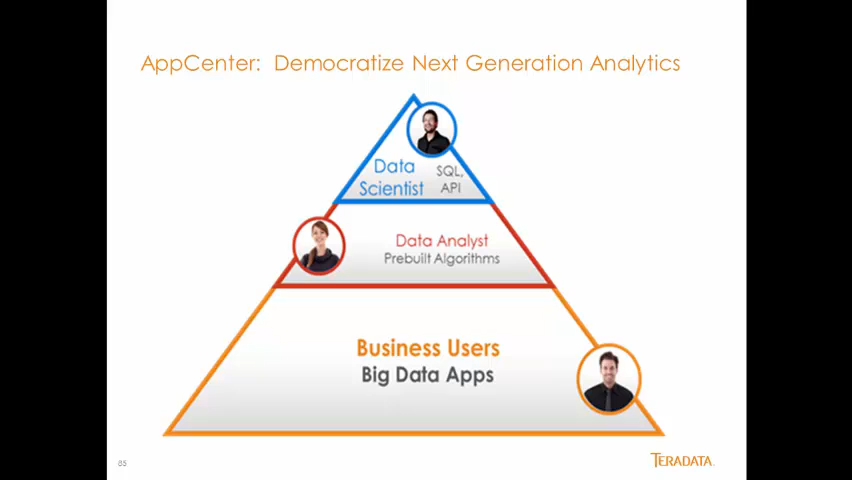 AppCenter:  Democratize Next Generation Analytics
Data
Scientist
SQL,
API
Data Analyst
Prebuilt Algorithms
Business Users
Big Data Apps
85
TERADATA.